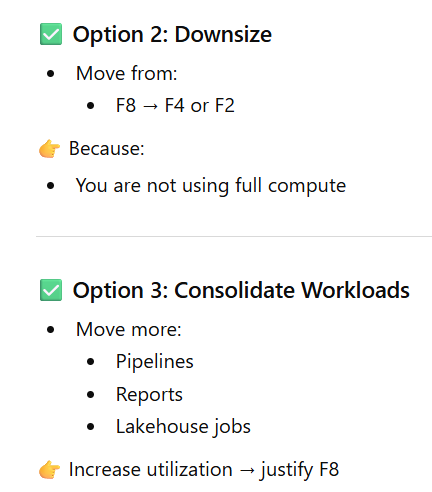 ✅ Option 2: Downsize
• Move from:
• F8 → F4 or F2
👉 Because:
• You are not using full compute
✅ Option 3: Consolidate Workloads
• Move more:
• Pipelines
• Reports
• Lakehouse jobs
👉 Increase utilization → justify F8